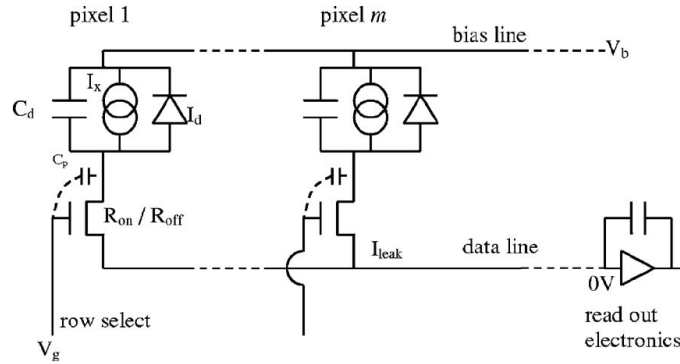 pixel 1
pixel m
bias line
V_b
I_x
C_d
I_d
C_p
R_on / R_off
I_leak
data line
0V
row select
read out
electronics
V_g